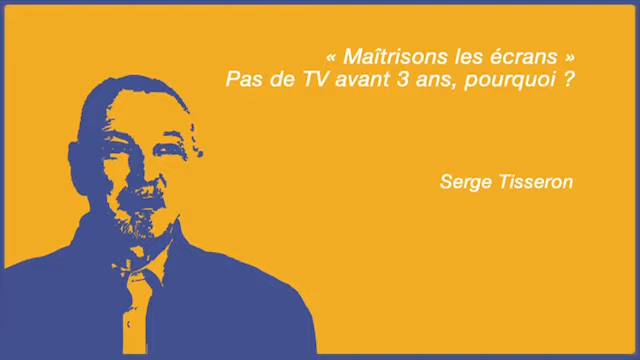 « Maîtrisons les écrans »
Pas de TV avant 3 ans, pourquoi ?
Serge Tisseron